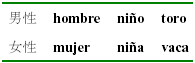 男性 hombre niño toro
女性 mujer niña vaca